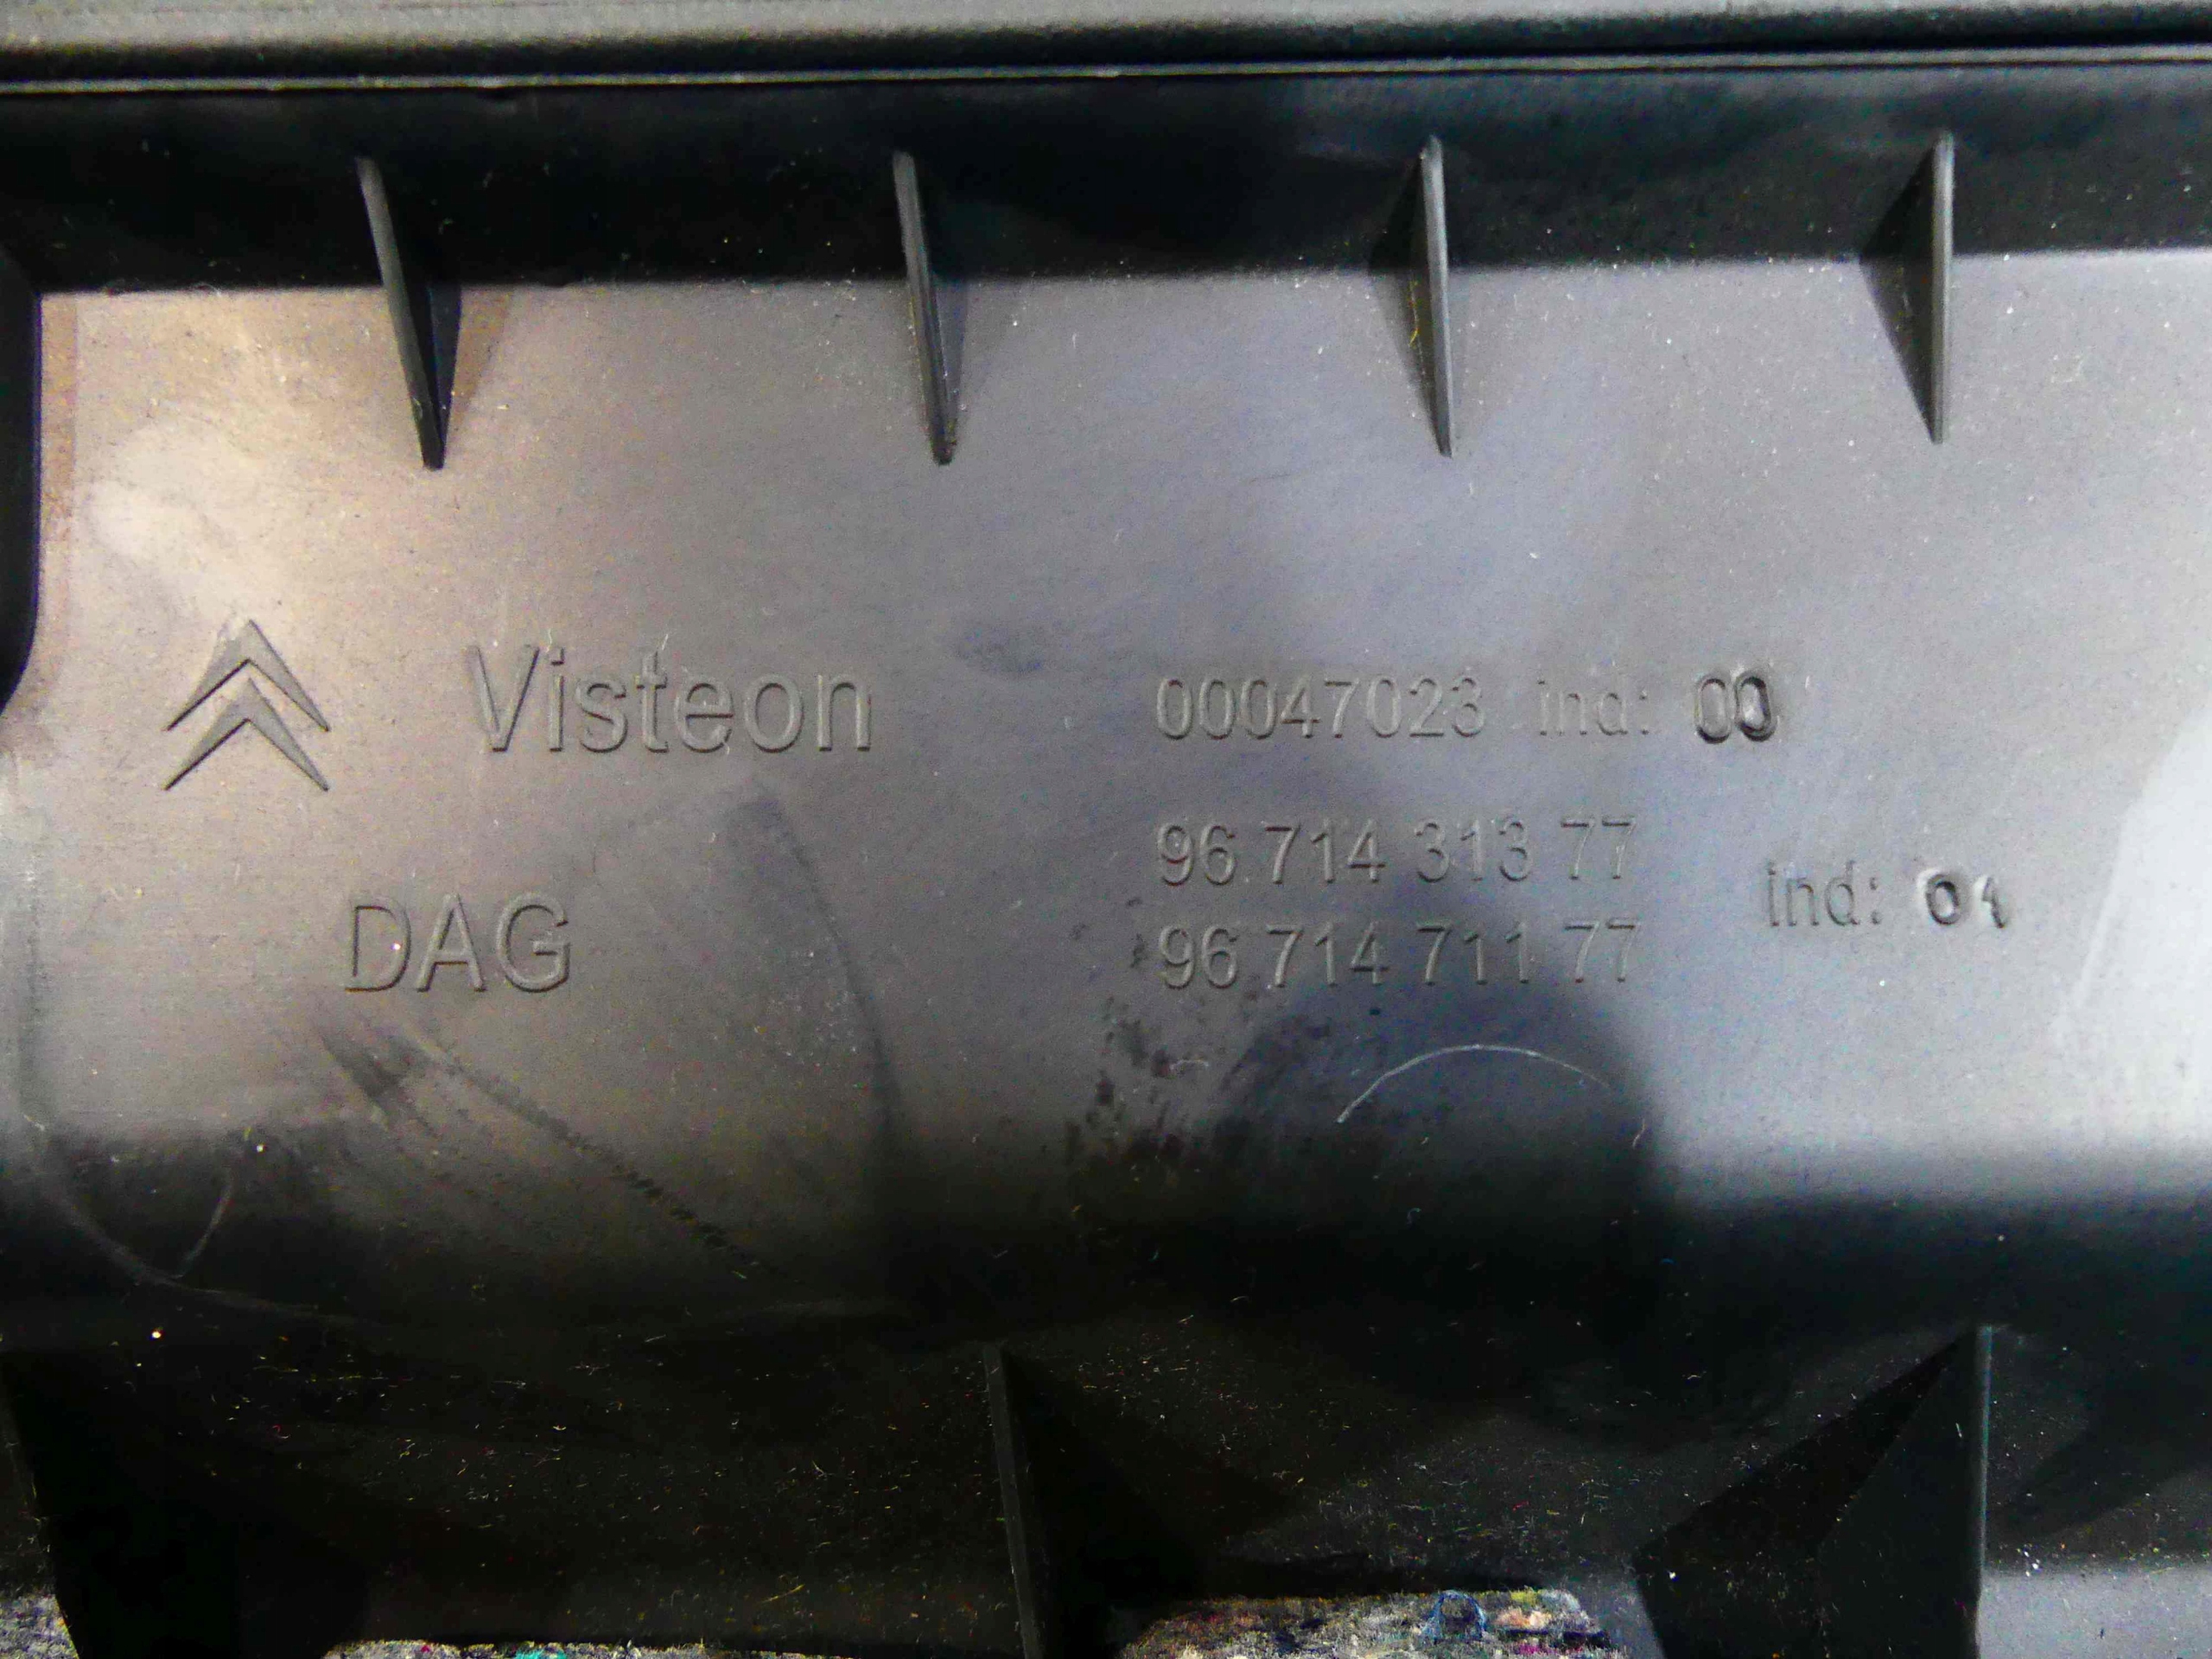 Visteon 00047023 ind: 00
96 714 313 77
ind: 01
DAG 96 714 711 77